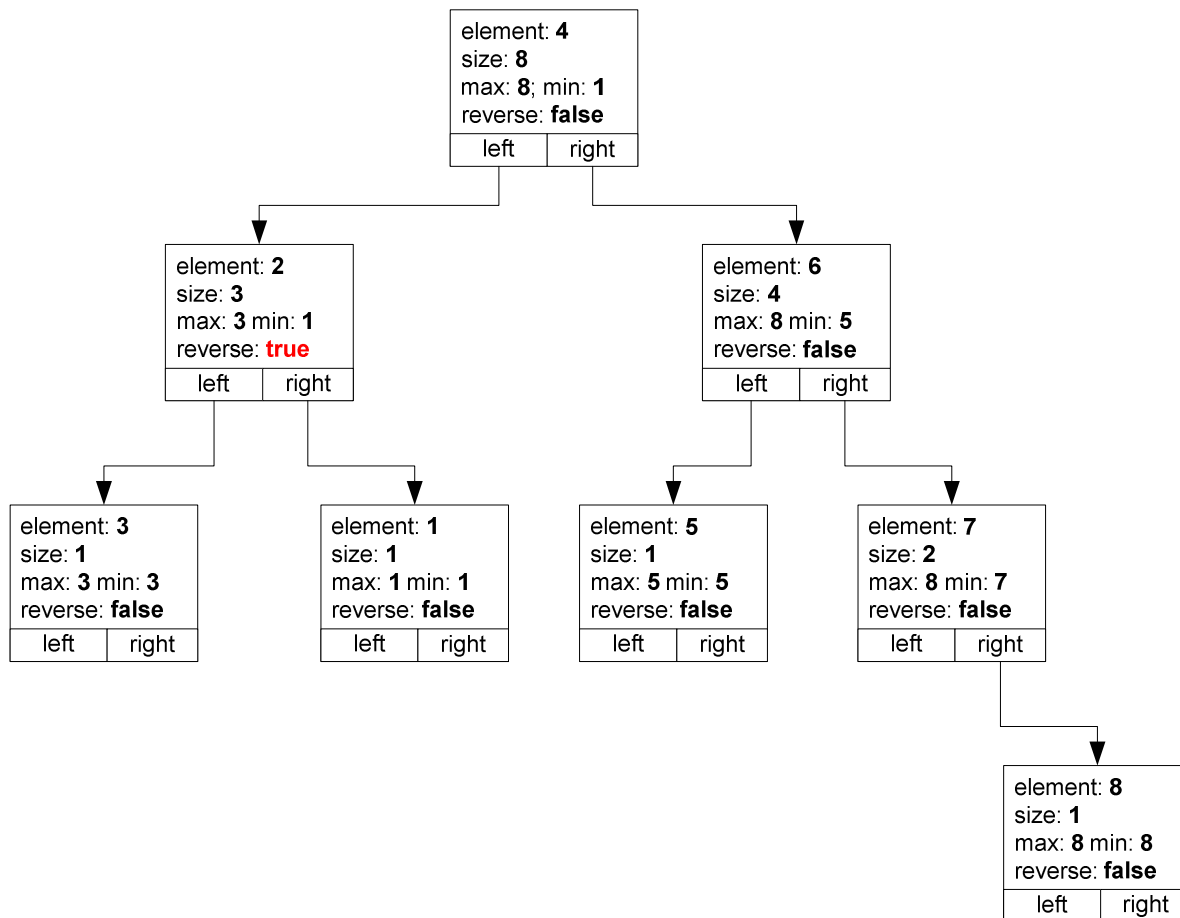 element: 4
size: 8
max: 8; min: 1
reverse: false
left right
element: 2
size: 3
max: 3 min: 1
reverse: true
left right
element: 6
size: 4
max: 8 min: 5
reverse: false
left right
element: 3
size: 1
max: 3 min: 3
reverse: false
left right
element: 1
size: 1
max: 1 min: 1
reverse: false
left right
element: 5
size: 1
max: 5 min: 5
reverse: false
left right
element: 7
size: 2
max: 8 min: 7
reverse: false
left right
element: 8
size: 1
max: 8 min: 8
reverse: false
left right